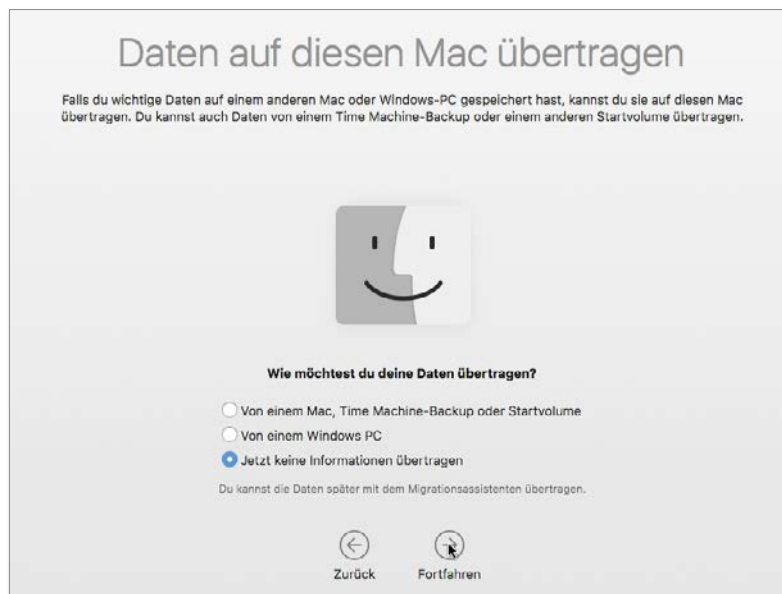 Daten auf diesen Mac übertragen
Falls du wichtige Daten auf einem anderen Mac oder Windows-PC gespeichert hast, kannst du sie auf diesen Mac
übertragen. Du kannst auch Daten von einem Time Machine-Backup oder einem anderen Startvolume übertragen.
Wie möchtest du deine Daten übertragen?
Von einem Mac, Time Machine-Backup oder Startvolume
Von einem Windows PC
Jetzt keine Informationen übertragen
Du kannst die Daten später mit dem Migrationsassistenten übertragen.
Zurück Fortfahren